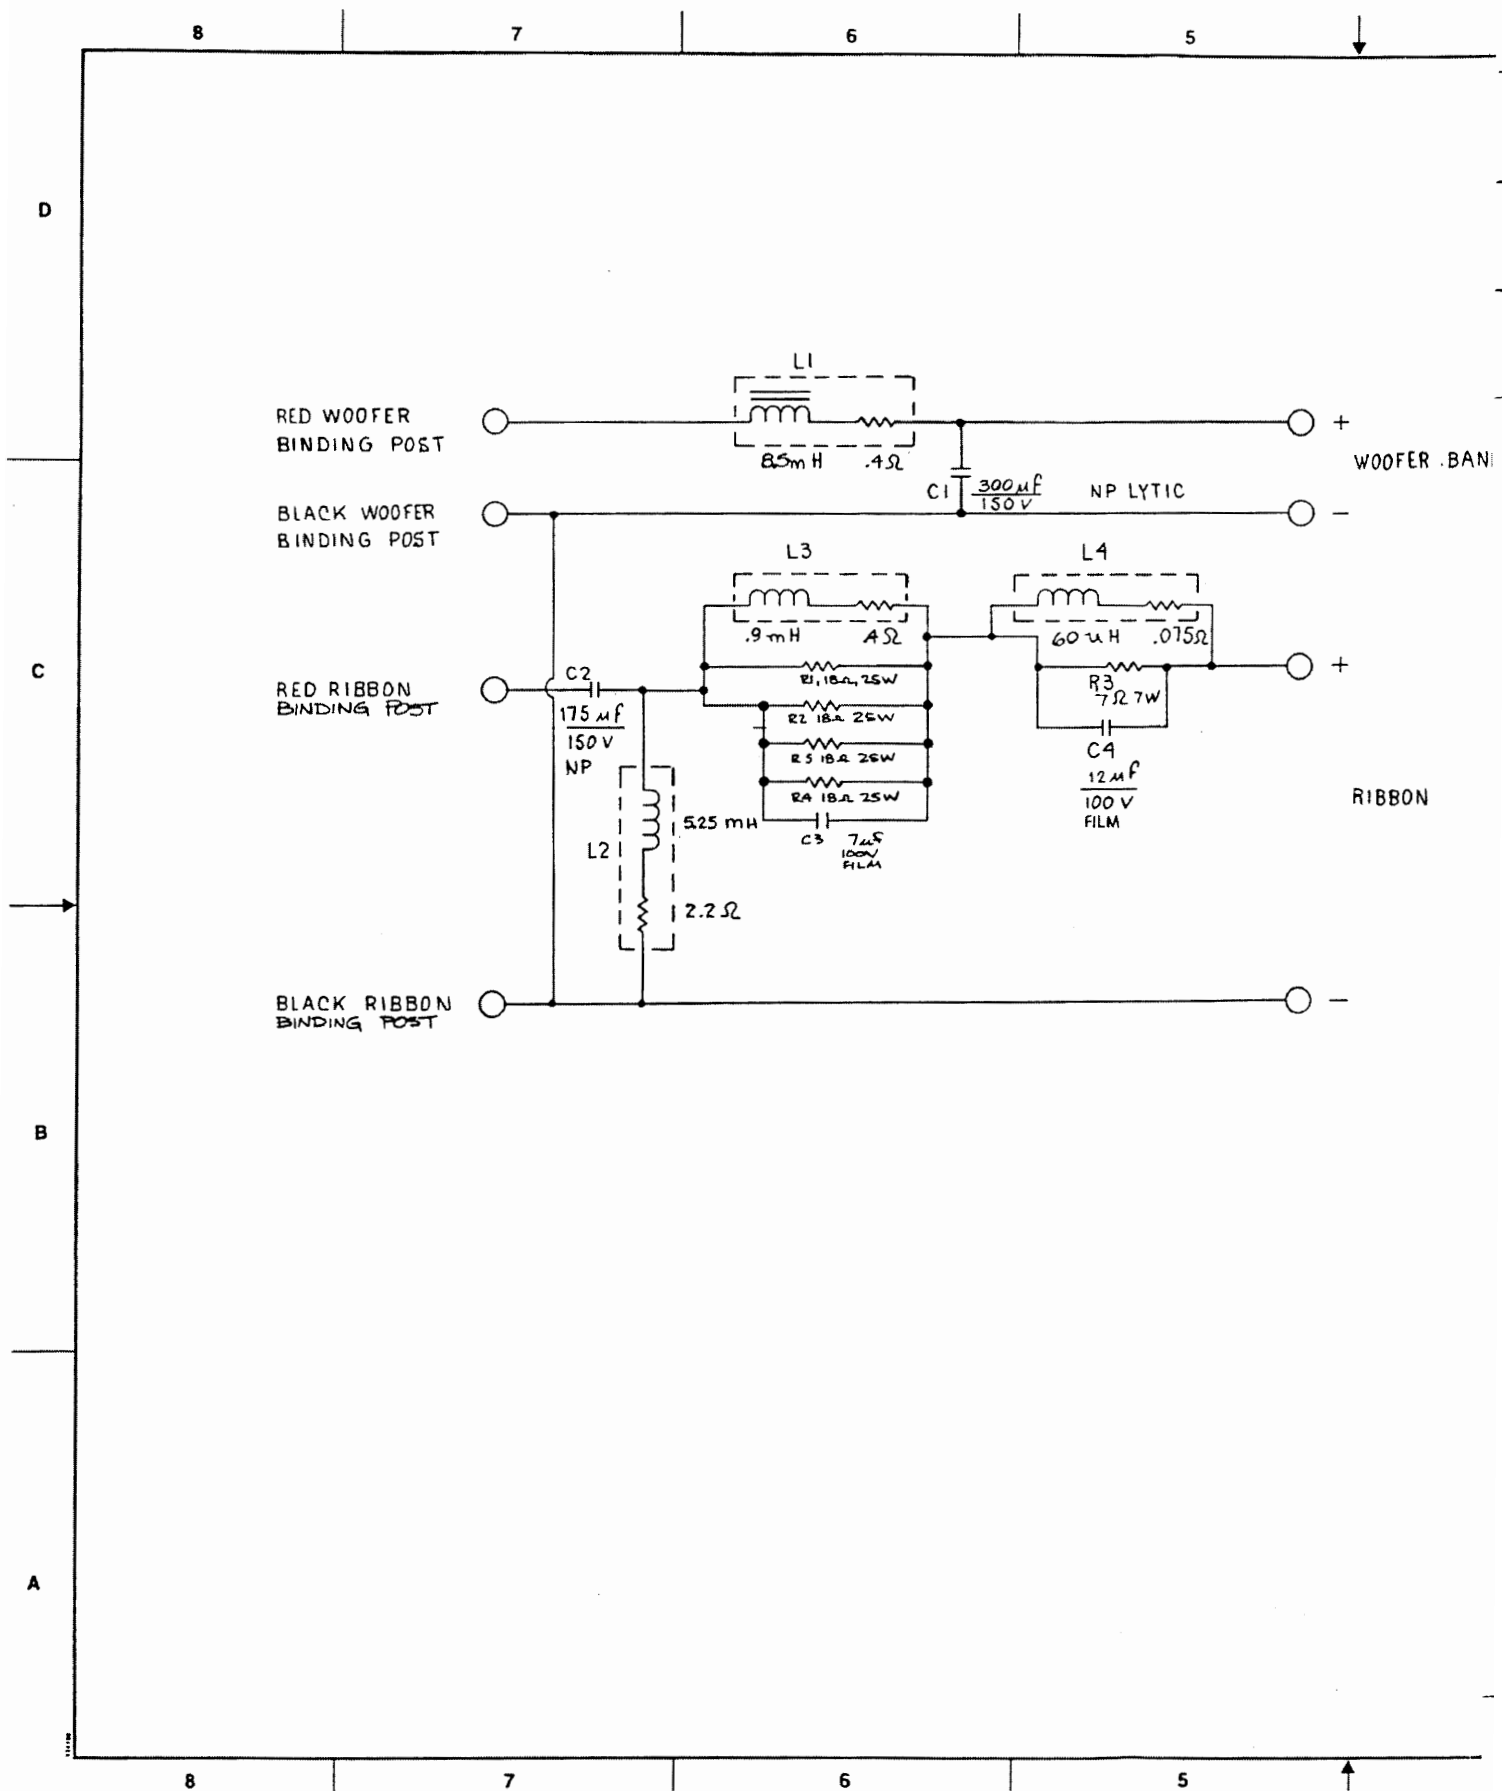 8 7 6 5
D
L1
RED WOOFER
BINDING POST
+
8.5mH .4Ω
WOOFER BAN
C1 300µf NP LYTIC
150V
BLACK WOOFER
BINDING POST
−
L3 L4
.9mH .4Ω 60uH .075Ω
C
RED RIBBON
BINDING POST
C2
175µf
150V
NP
R1, 18Ω, 25W
R2 18Ω 25W
R5 18Ω 25W
R4 18Ω 25W
C3 7uf
100V
FILM
+
R3
7Ω 7W
C4
12µf
100V
FILM
RIBBON
L2
5.25 mH
2.2Ω
BLACK RIBBON
BINDING POST
−
B
A
8 7 6 5